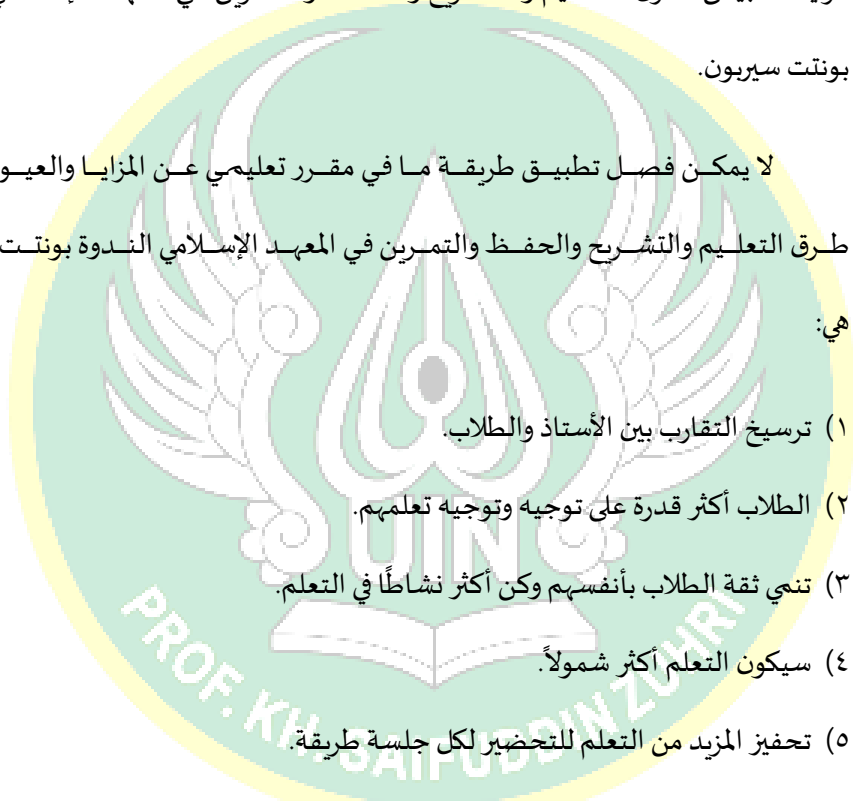 بونتت سيربون.
لا يمكن فصل تطبيق طريقة ما في مقرر تعليمي عن المزايا
طرق التعليم والتشريح والحفظ والتمرين في المعهد الإسلامي الندوة بونتت
هي:
١) ترسيخ التقارب بين الأستاذ والطلاب.
٢) الطلاب أكثر قدرة على توجيه وتوجيه تعلمهم.
٣) تنمي ثقة الطلاب بأنفسهم وكن أكثر نشاطًا في التعلم.
٤) سيكون التعلم أكثر شمولاً.
٥) تحفيز المزيد من التعلم للتحضير لكل جلسة طريقة.
UIN
PROF. KH. SAIFUDDIN ZUHRI